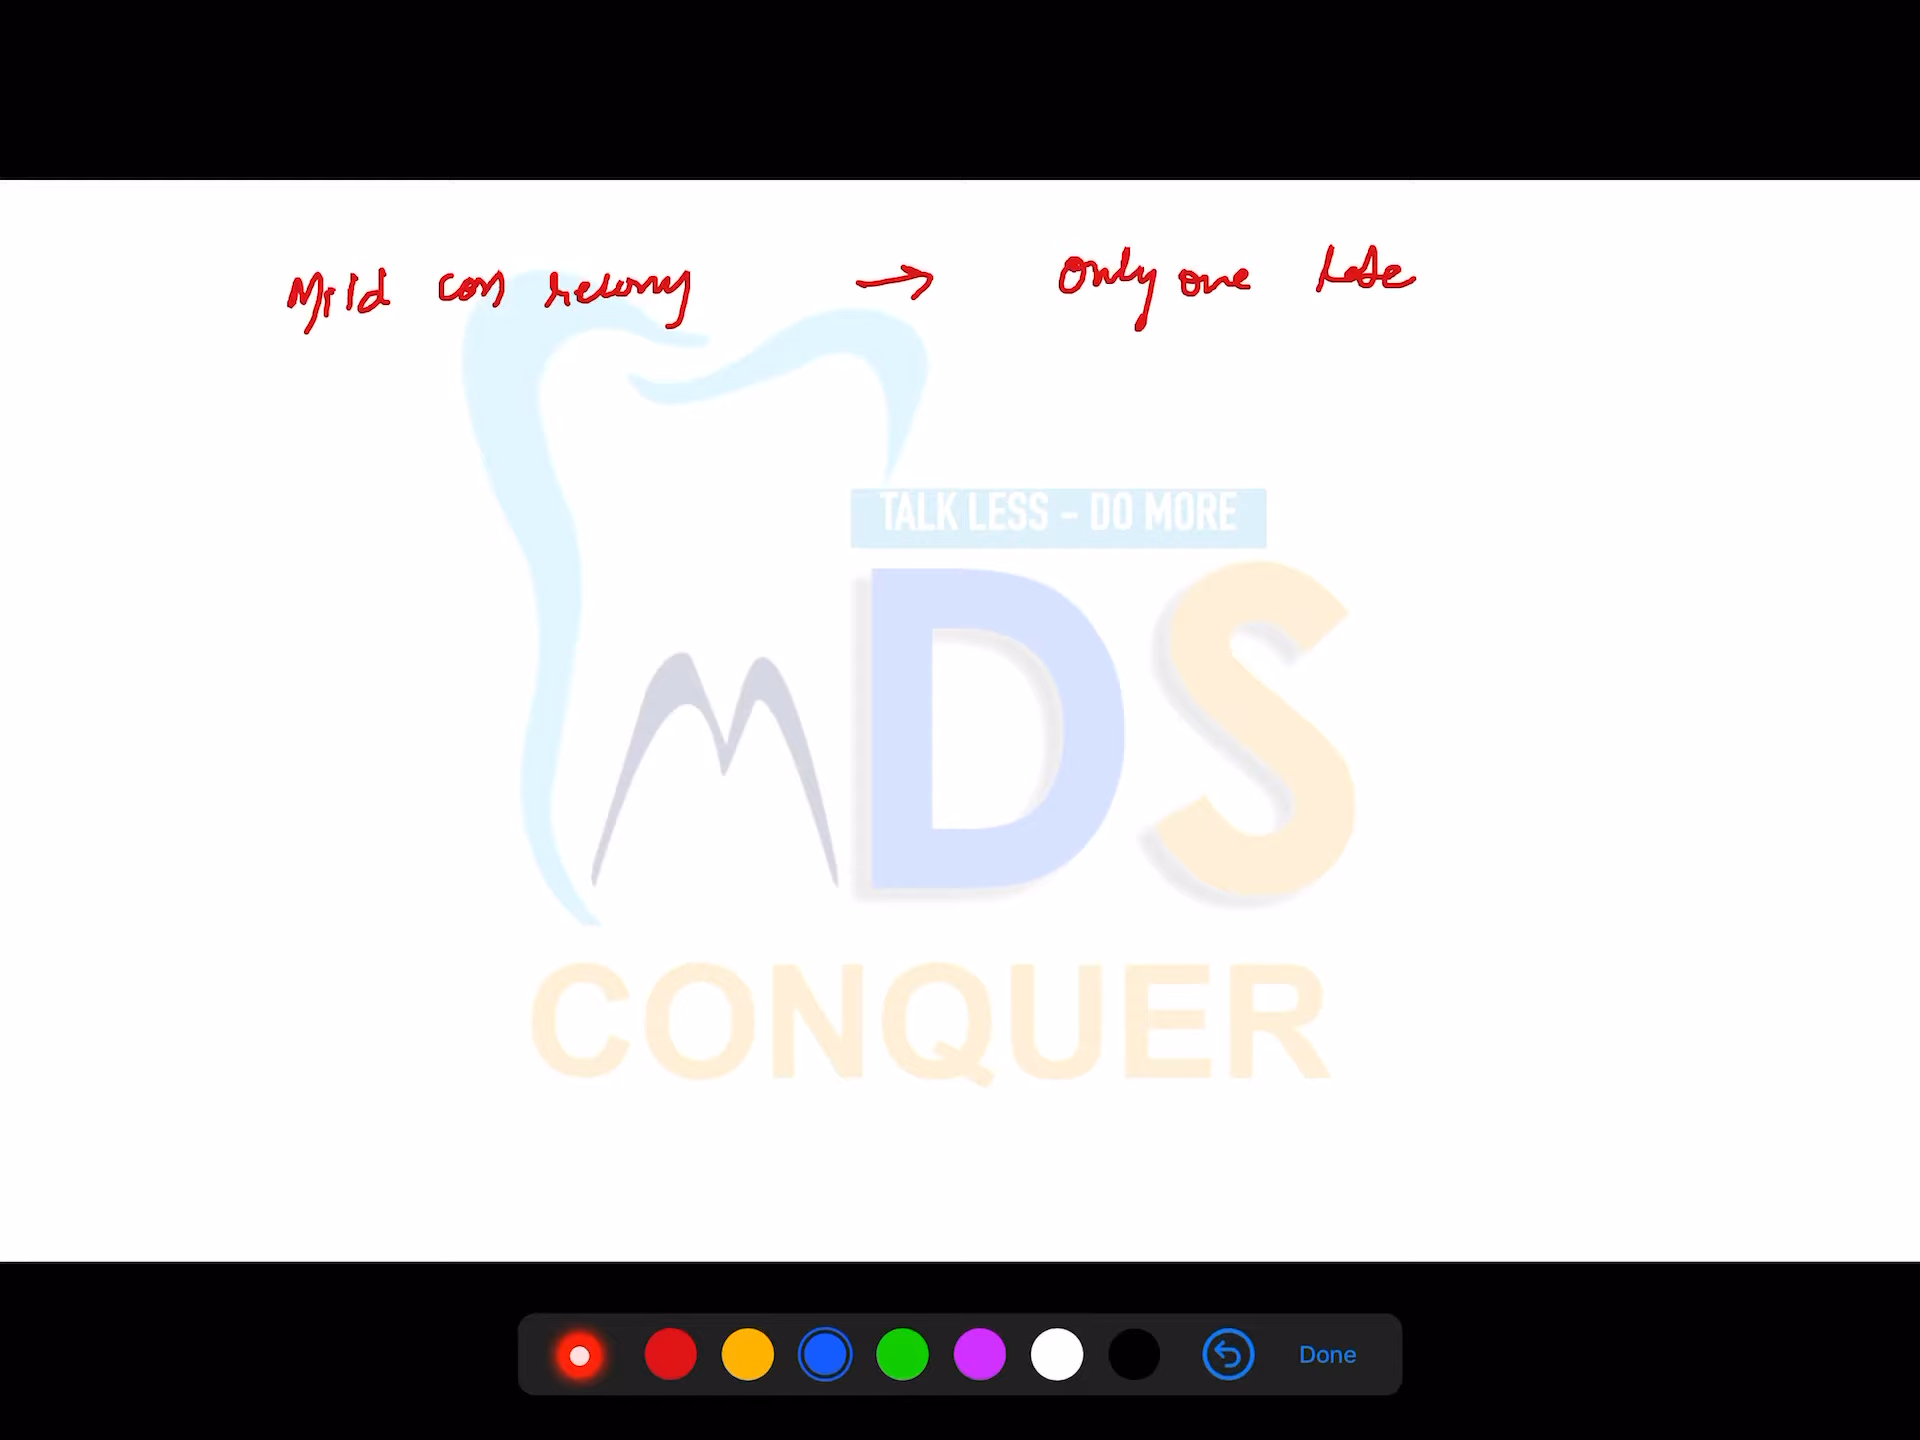 Mild con → Only one
TALK LESS – DO MORE
MDS
CONQUER
Done